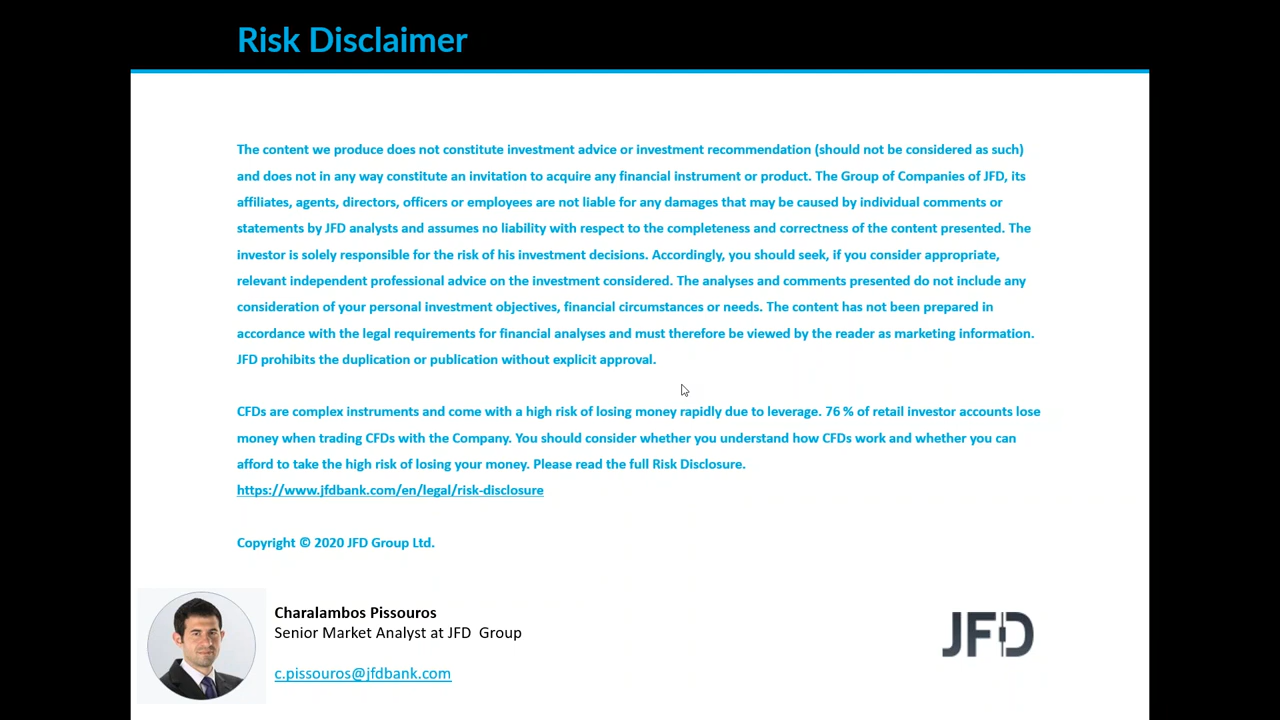 Risk Disclaimer
The content we produce does not constitute investment advice or investment recommendation (should not be considered as such)
and does not in any way constitute an invitation to acquire any financial instrument or product. The Group of Companies of JFD, its
affiliates, agents, directors, officers or employees are not liable for any damages that may be caused by individual comments or
statements by JFD analysts and assumes no liability with respect to the completeness and correctness of the content presented. The
investor is solely responsible for the risk of his investment decisions. Accordingly, you should seek, if you consider appropriate,
relevant independent professional advice on the investment considered. The analyses and comments presented do not include any
consideration of your personal investment objectives, financial circumstances or needs. The content has not been prepared in
accordance with the legal requirements for financial analyses and must therefore be viewed by the reader as marketing information.
JFD prohibits the duplication or publication without explicit approval.
CFDs are complex instruments and come with a high risk of losing money rapidly due to leverage. 76 % of retail investor accounts lose
money when trading CFDs with the Company. You should consider whether you understand how CFDs work and whether you can
afford to take the high risk of losing your money. Please read the full Risk Disclosure.
https://www.jfdbank.com/en/legal/risk-disclosure
Copyright © 2020 JFD Group Ltd.
Charalambos Pissouros
Senior Market Analyst at JFD Group
c.pissouros@jfdbank.com
JFD